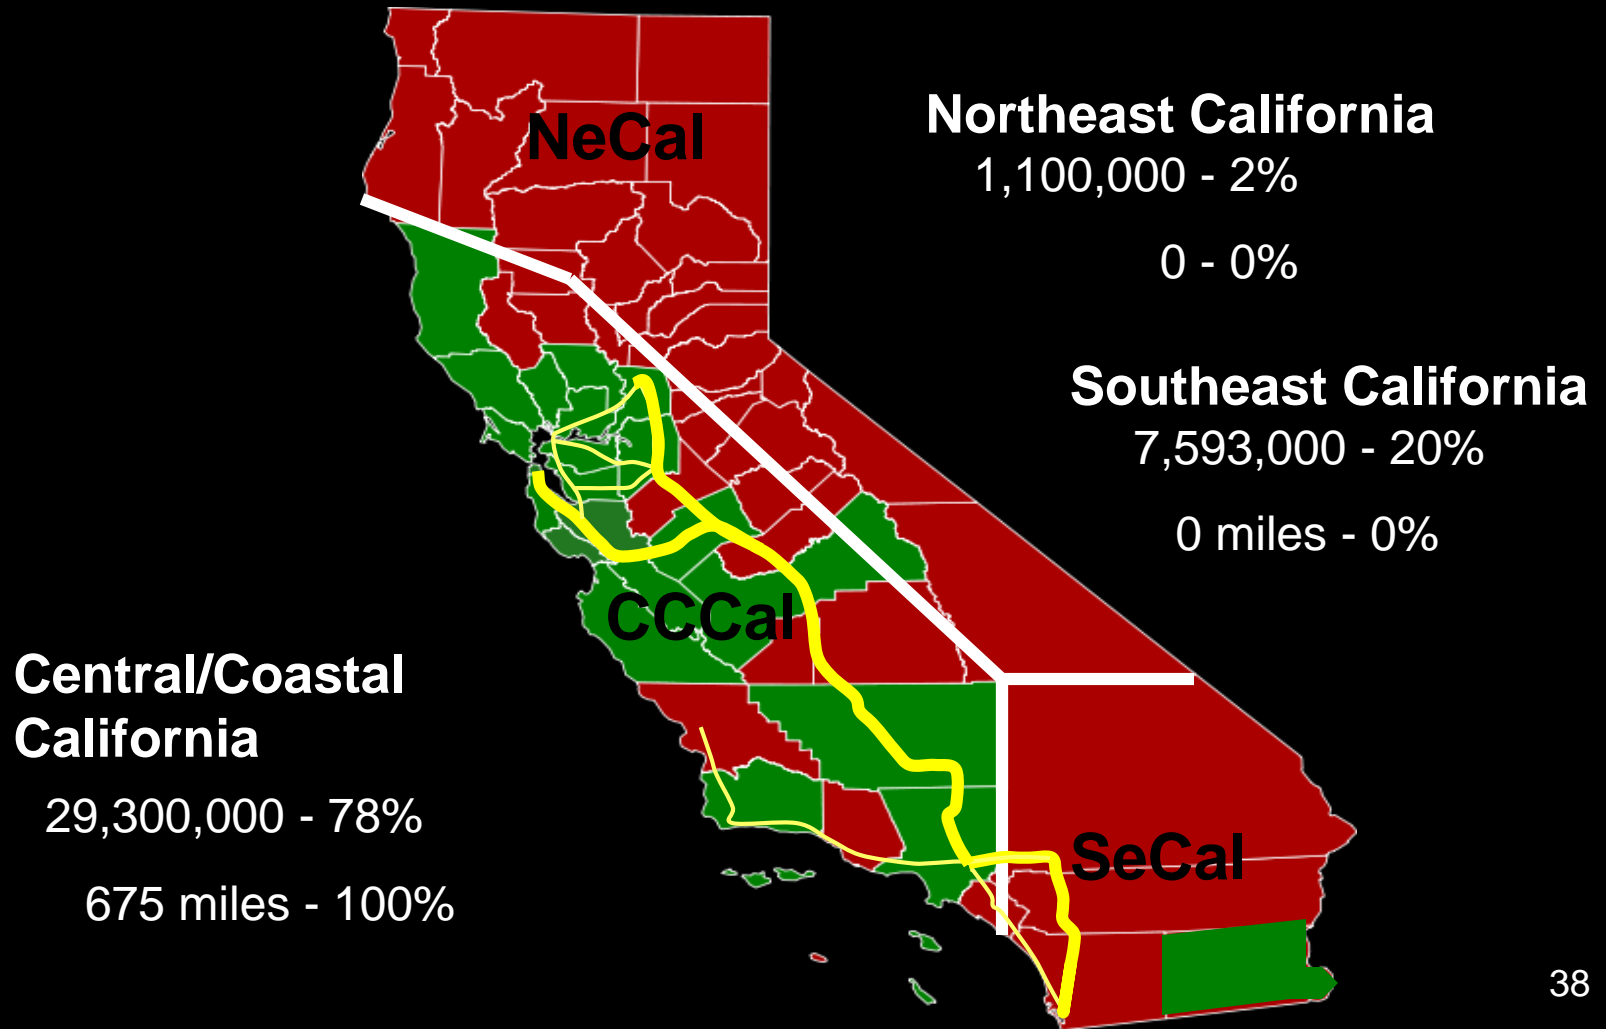 NeCal
Northeast California
1,100,000 - 2%
0 - 0%
Southeast California
7,593,000 - 20%
0 miles - 0%
CCCal
Central/Coastal
California
29,300,000 - 78%
675 miles - 100%
SeCal
38